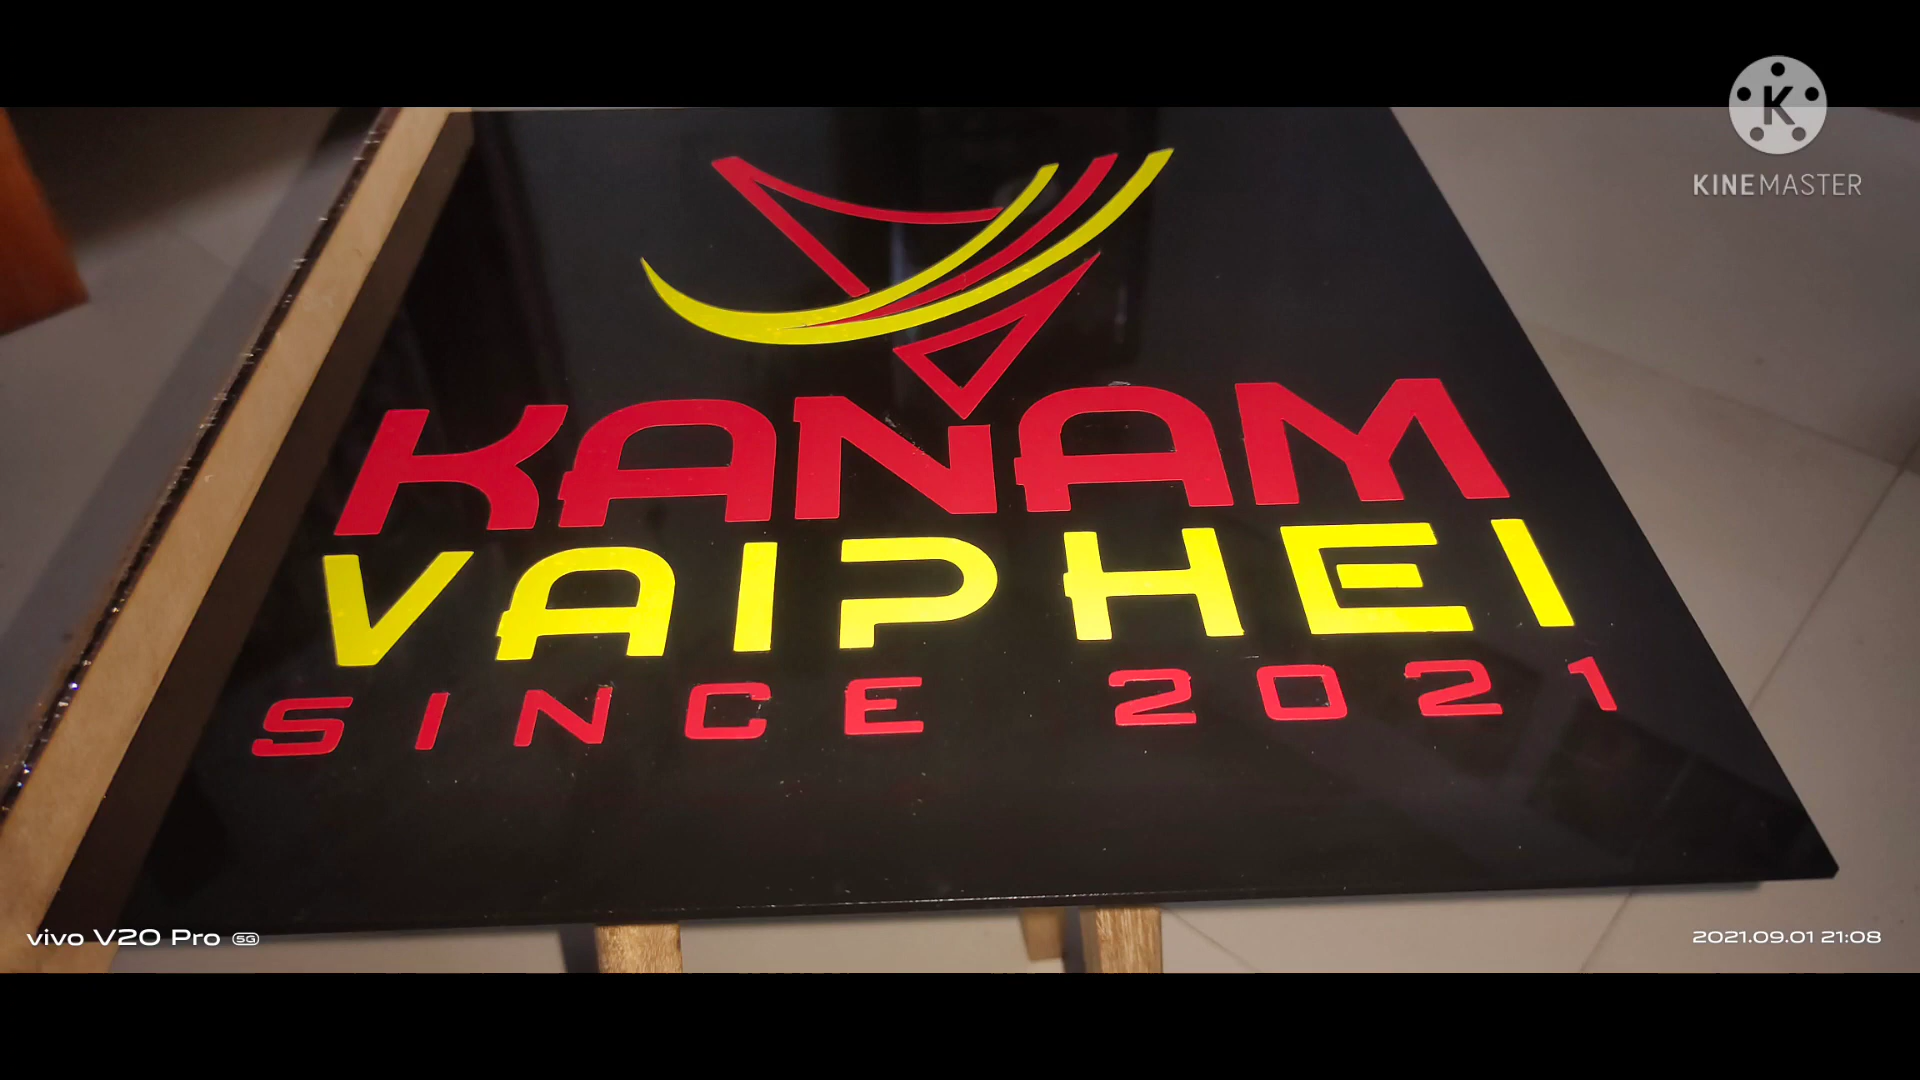 K
KINEMASTER
KANAM
VAIPHEI
SINCE 2021
vivo V20 Pro 5G
2021.09.01 21:08